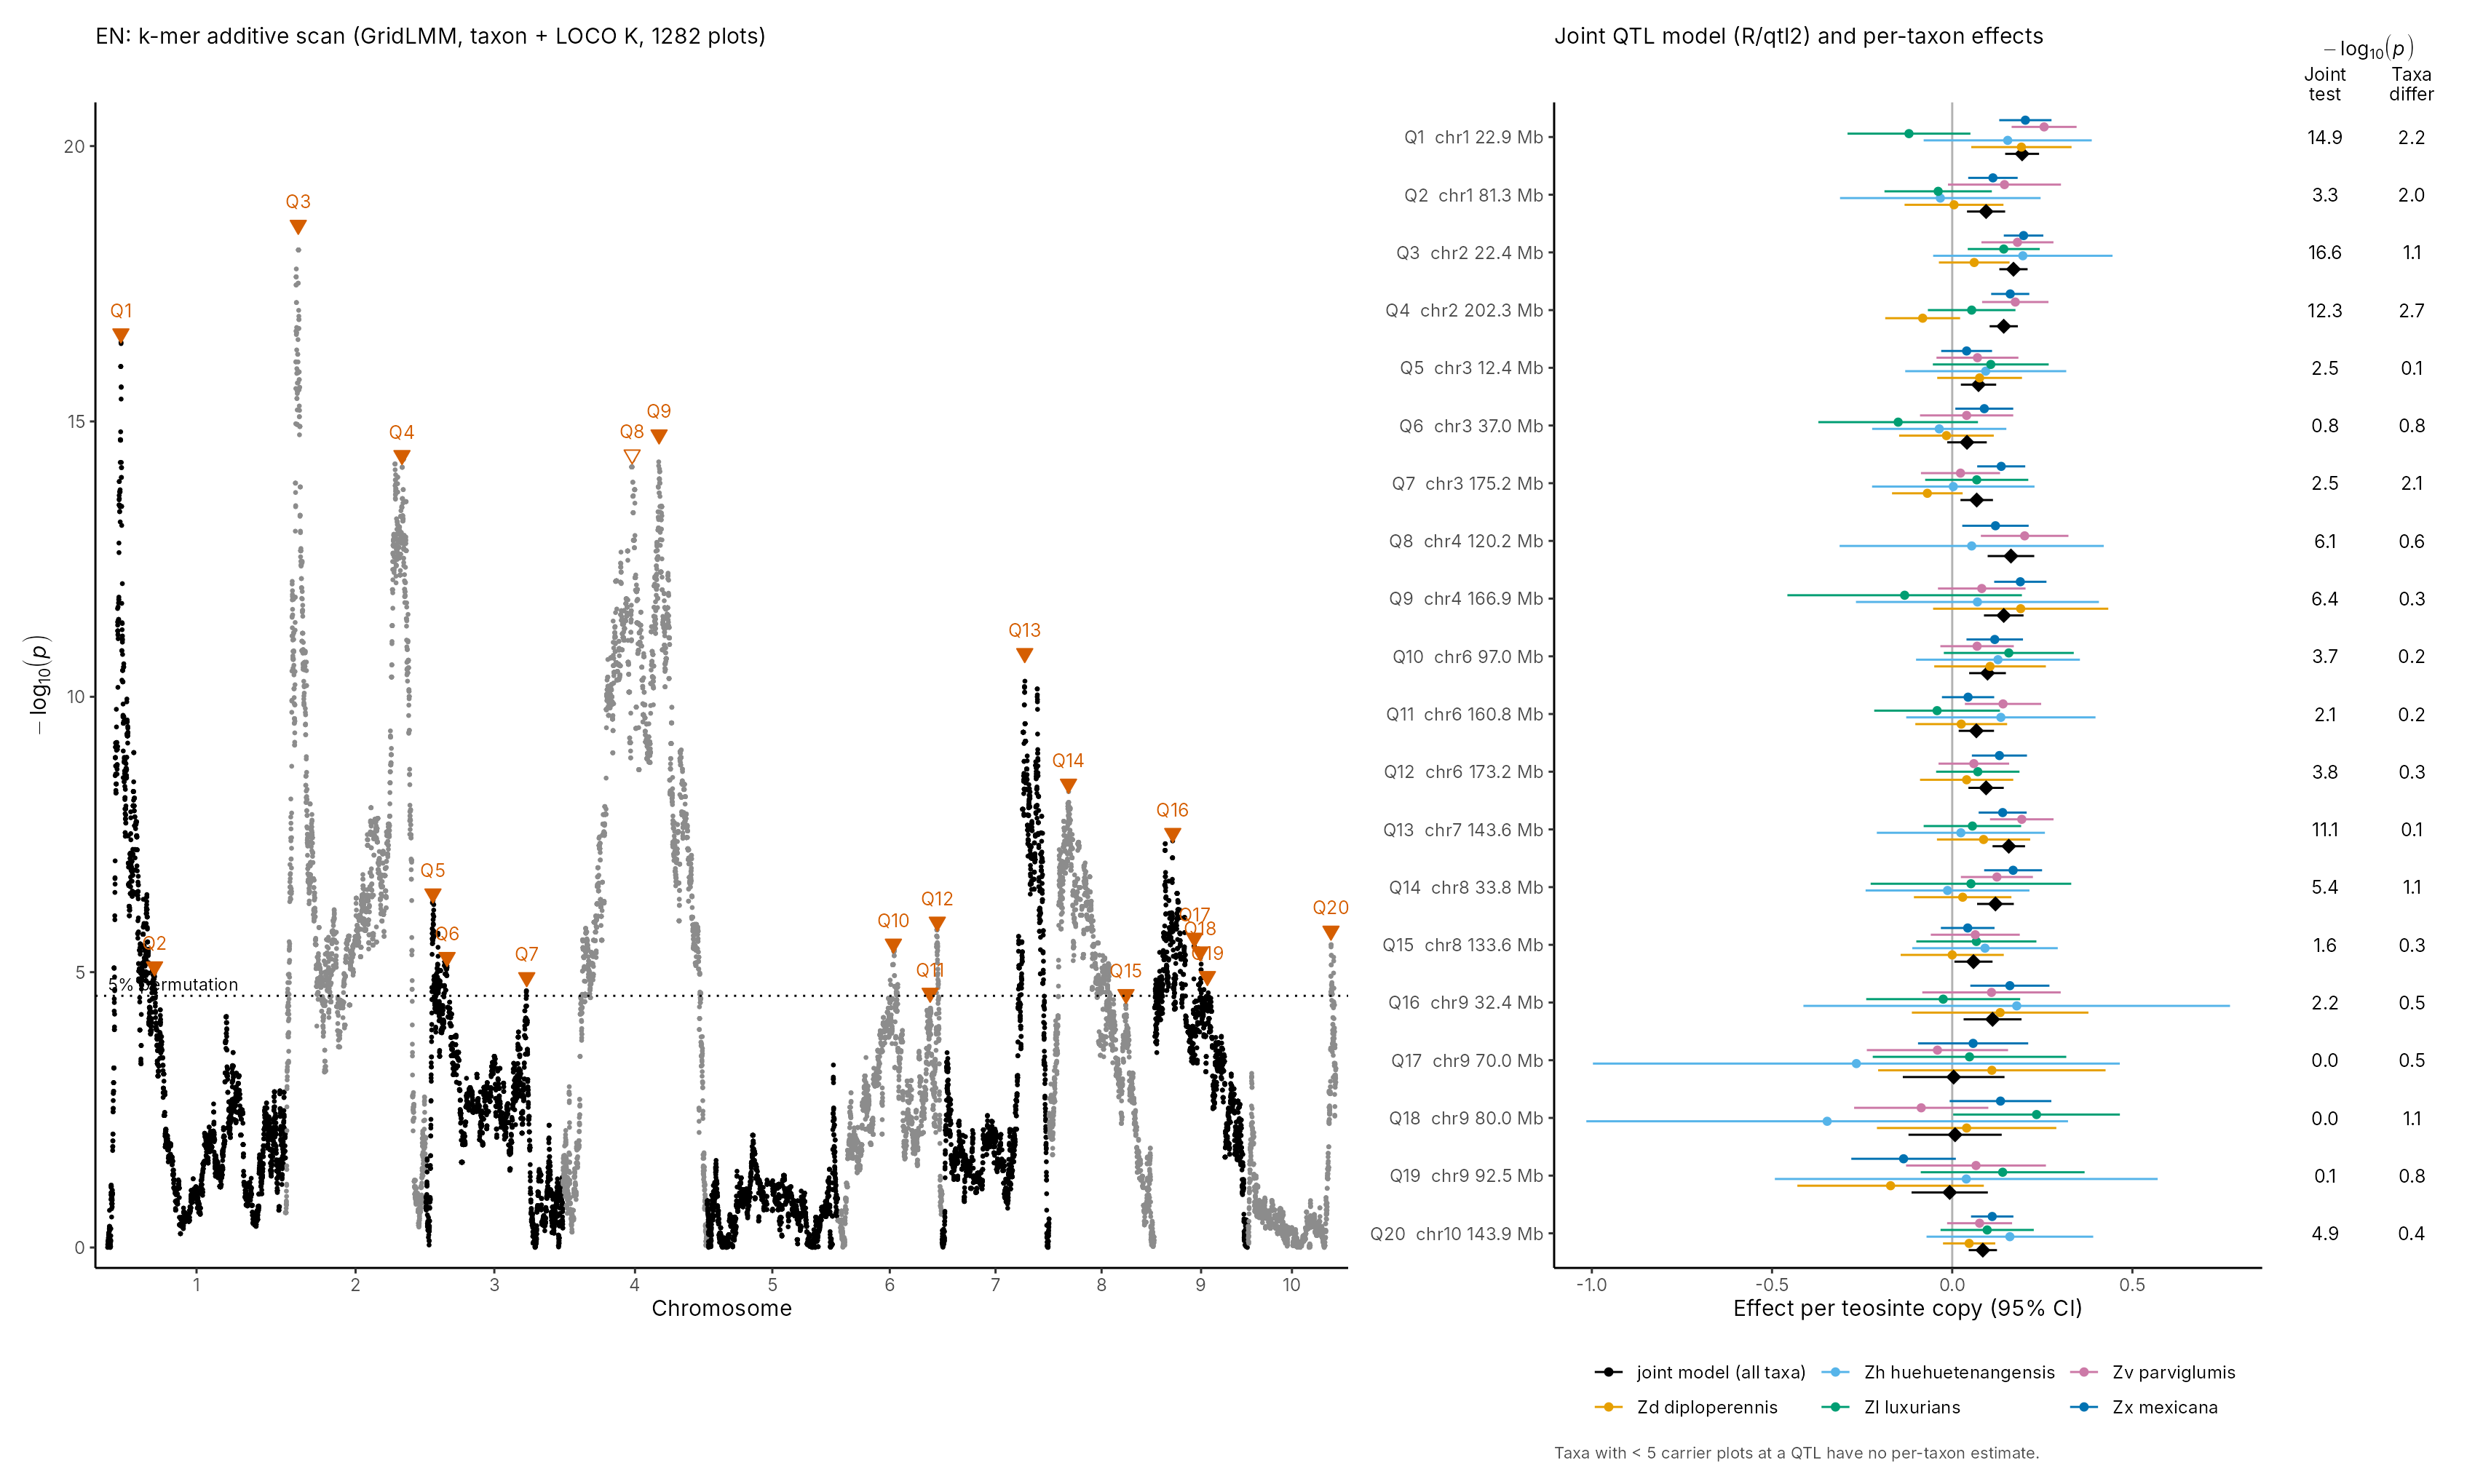 EN: k-mer additive scan (GridLMM, taxon + LOCO K, 1282 plots)
Joint QTL model (R/qtl2) and per-taxon effects
− log10(p)
Joint test
Taxa differ
− log10(p)
20
15
10
5
0
5% permutation
Q1
Q2
Q3
Q4
Q5
Q6
Q7
Q8
Q9
Q10
Q11
Q12
Q13
Q14
Q15
Q16
Q17
Q18
Q19
Q20
1 2 3 4 5 6 7 8 9 10
Chromosome
Q1 chr1 22.9 Mb 14.9 2.2
Q2 chr1 81.3 Mb 3.3 2.0
Q3 chr2 22.4 Mb 16.6 1.1
Q4 chr2 202.3 Mb 12.3 2.7
Q5 chr3 12.4 Mb 2.5 0.1
Q6 chr3 37.0 Mb 0.8 0.8
Q7 chr3 175.2 Mb 2.5 2.1
Q8 chr4 120.2 Mb 6.1 0.6
Q9 chr4 166.9 Mb 6.4 0.3
Q10 chr6 97.0 Mb 3.7 0.2
Q11 chr6 160.8 Mb 2.1 0.2
Q12 chr6 173.2 Mb 3.8 0.3
Q13 chr7 143.6 Mb 11.1 0.1
Q14 chr8 33.8 Mb 5.4 1.1
Q15 chr8 133.6 Mb 1.6 0.3
Q16 chr9 32.4 Mb 2.2 0.5
Q17 chr9 70.0 Mb 0.0 0.5
Q18 chr9 80.0 Mb 0.0 1.1
Q19 chr9 92.5 Mb 0.1 0.8
Q20 chr10 143.9 Mb 4.9 0.4
-1.0 -0.5 0.0 0.5
Effect per teosinte copy (95% CI)
joint model (all taxa) Zh huehuetenangensis Zv parviglumis
Zd diploperennis Zl luxurians Zx mexicana
Taxa with < 5 carrier plots at a QTL have no per-taxon estimate.